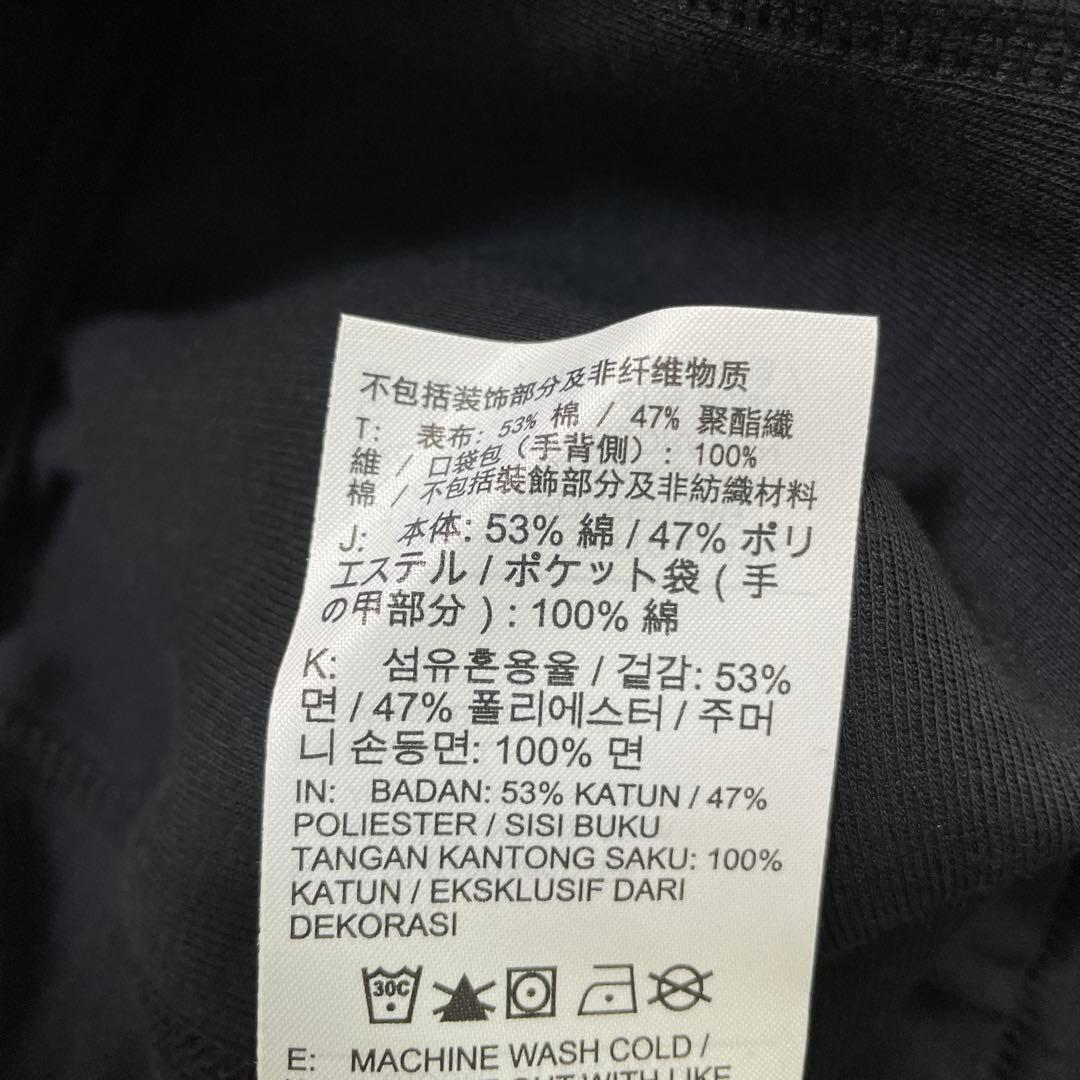 不包括装饰部分及非纤维物质
T: 表布: 53% 棉 / 47% 聚酯纖
維 / 口袋包（手背側）: 100%
棉 / 不包括裝飾部分及非紡織材料
J: 本体: 53% 綿 / 47% ポリ
エステル / ポケット袋 ( 手
の甲部分 ) : 100% 綿
K: 섬유혼용율 / 겉감: 53%
면 / 47% 폴리에스터 / 주머
니 손등면: 100% 면
IN: BADAN: 53% KATUN / 47%
POLIESTER / SISI BUKU
TANGAN KANTONG SAKU: 100%
KATUN / EKSKLUSIF DARI
DEKORASI
30C
E: MACHINE WASH COLD /
OUT WITH LIKE